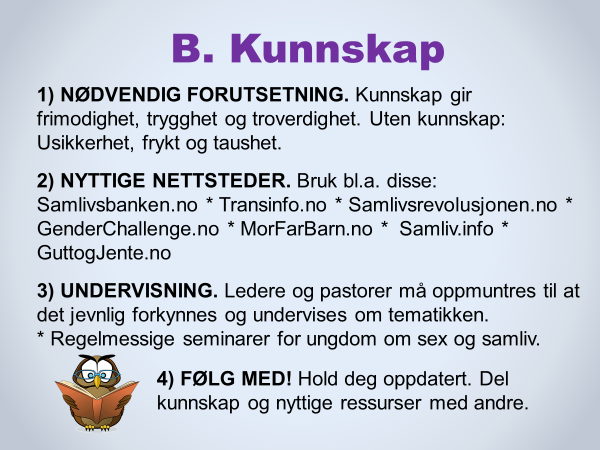 B. Kunnskap
1) NØDVENDIG FORUTSETNING. Kunnskap gir
frimodighet, trygghet og troverdighet. Uten kunnskap:
Usikkerhet, frykt og taushet.
2) NYTTIGE NETTSTEDER. Bruk bl.a. disse:
Samlivsbanken.no * Transinfo.no * Samlivsrevolusjonen.no *
GenderChallenge.no * MorFarBarn.no * Samliv.info *
GuttogJente.no
3) UNDERVISNING. Ledere og pastorer må oppmuntres til at
det jevnlig forkynnes og undervises om tematikken.
* Regelmessige seminarer for ungdom om sex og samliv.
4) FØLG MED! Hold deg oppdatert. Del
kunnskap og nyttige ressurser med andre.